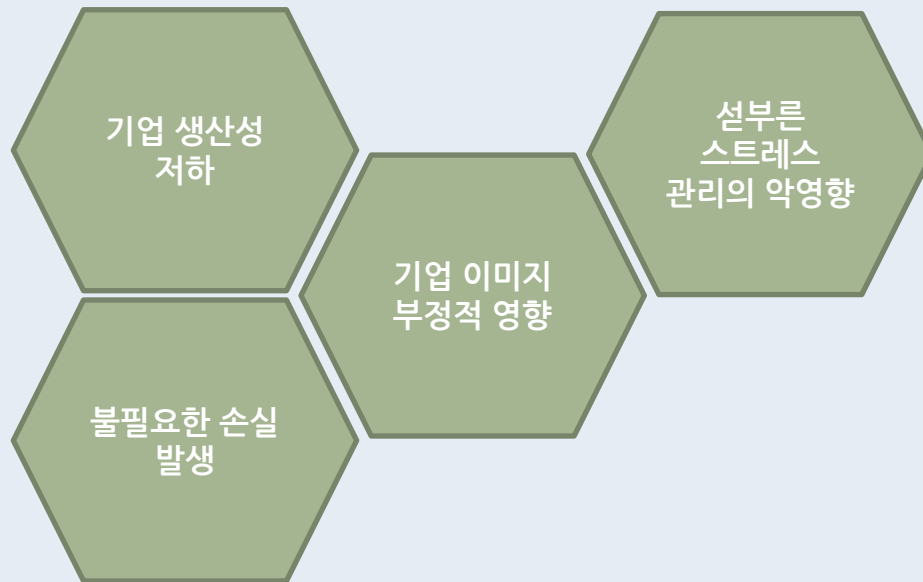 기업 생산성
저하
불필요한 손실
발생
기업 이미지
부정적 영향
섣부른
스트레스
관리의 악영향